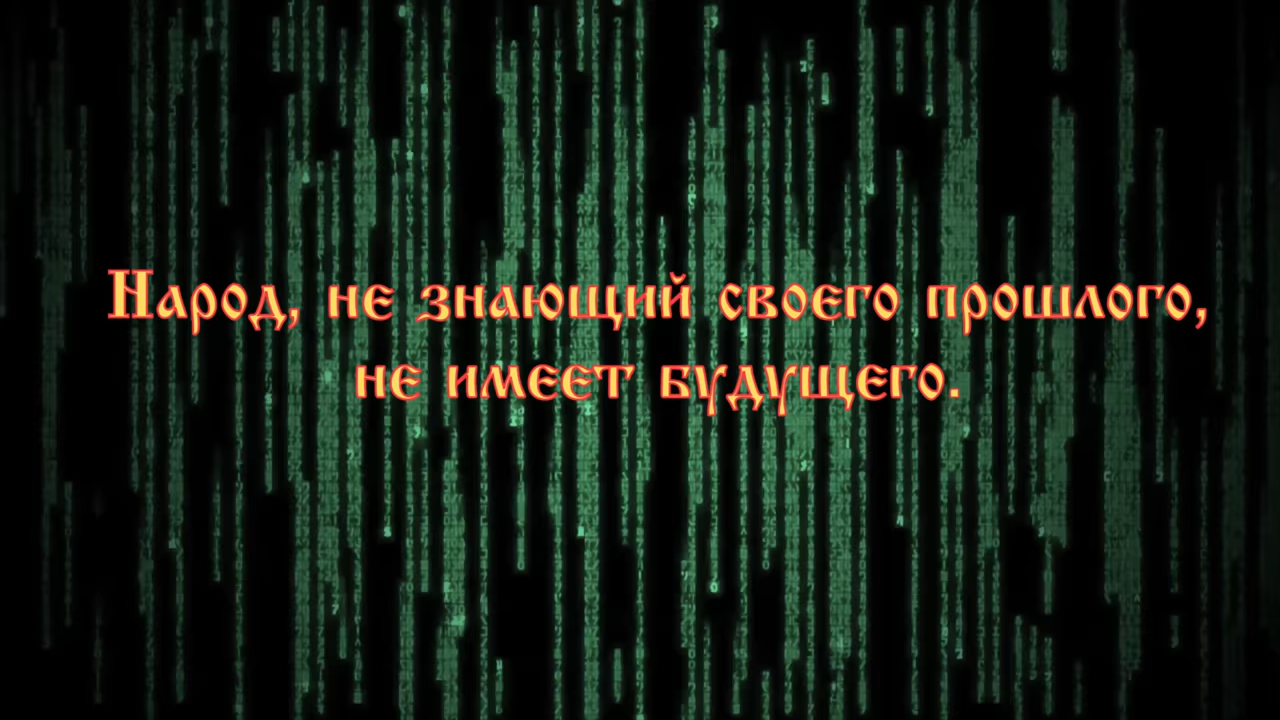 Народ, не знающий своего прошлого,
не имеет будущего.